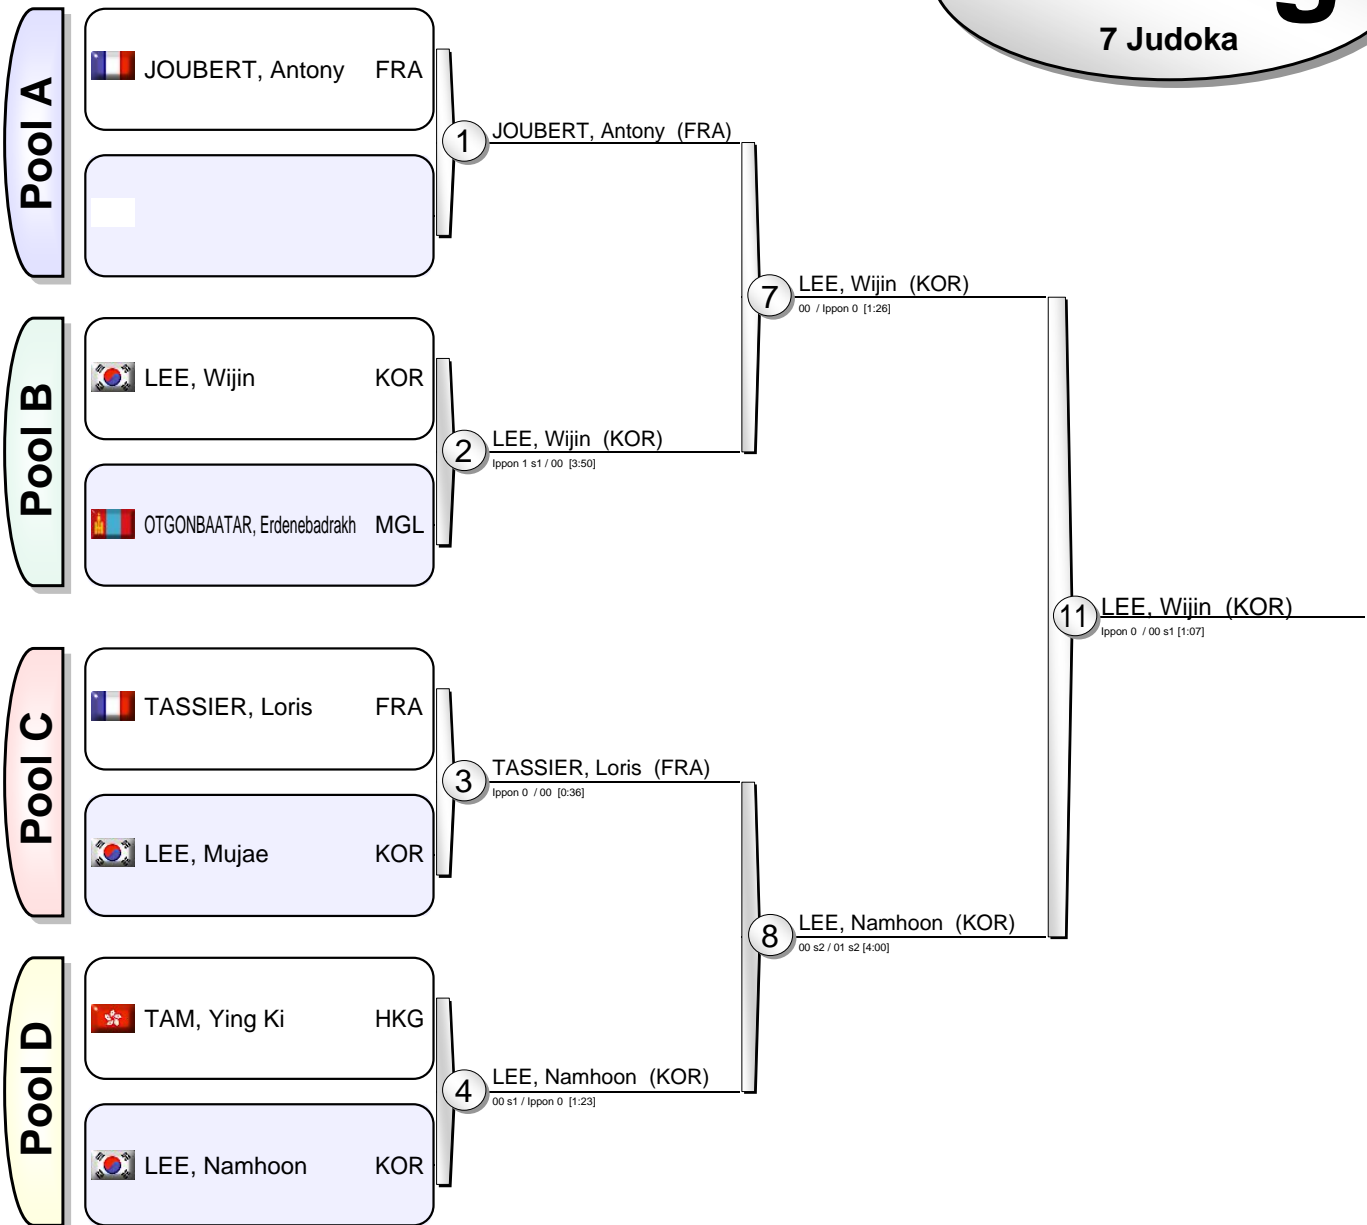 7 Judoka
Pool A
JOUBERT, Antony FRA
1
JOUBERT, Antony (FRA)
7
LEE, Wijin (KOR)
00 / Ippon 0 [1:26]
Pool B
LEE, Wijin KOR
2
LEE, Wijin (KOR)
Ippon 1 s1 / 00 [3:50]
OTGONBAATAR, Erdenebadrakh MGL
11
LEE, Wijin (KOR)
Ippon 0 / 00 s1 [1:07]
Pool C
TASSIER, Loris FRA
3
TASSIER, Loris (FRA)
Ippon 0 / 00 [0:36]
LEE, Mujae KOR
8
LEE, Namhoon (KOR)
00 s2 / 01 s2 [4:00]
Pool D
TAM, Ying Ki HKG
4
LEE, Namhoon (KOR)
00 s1 / Ippon 0 [1:23]
LEE, Namhoon KOR